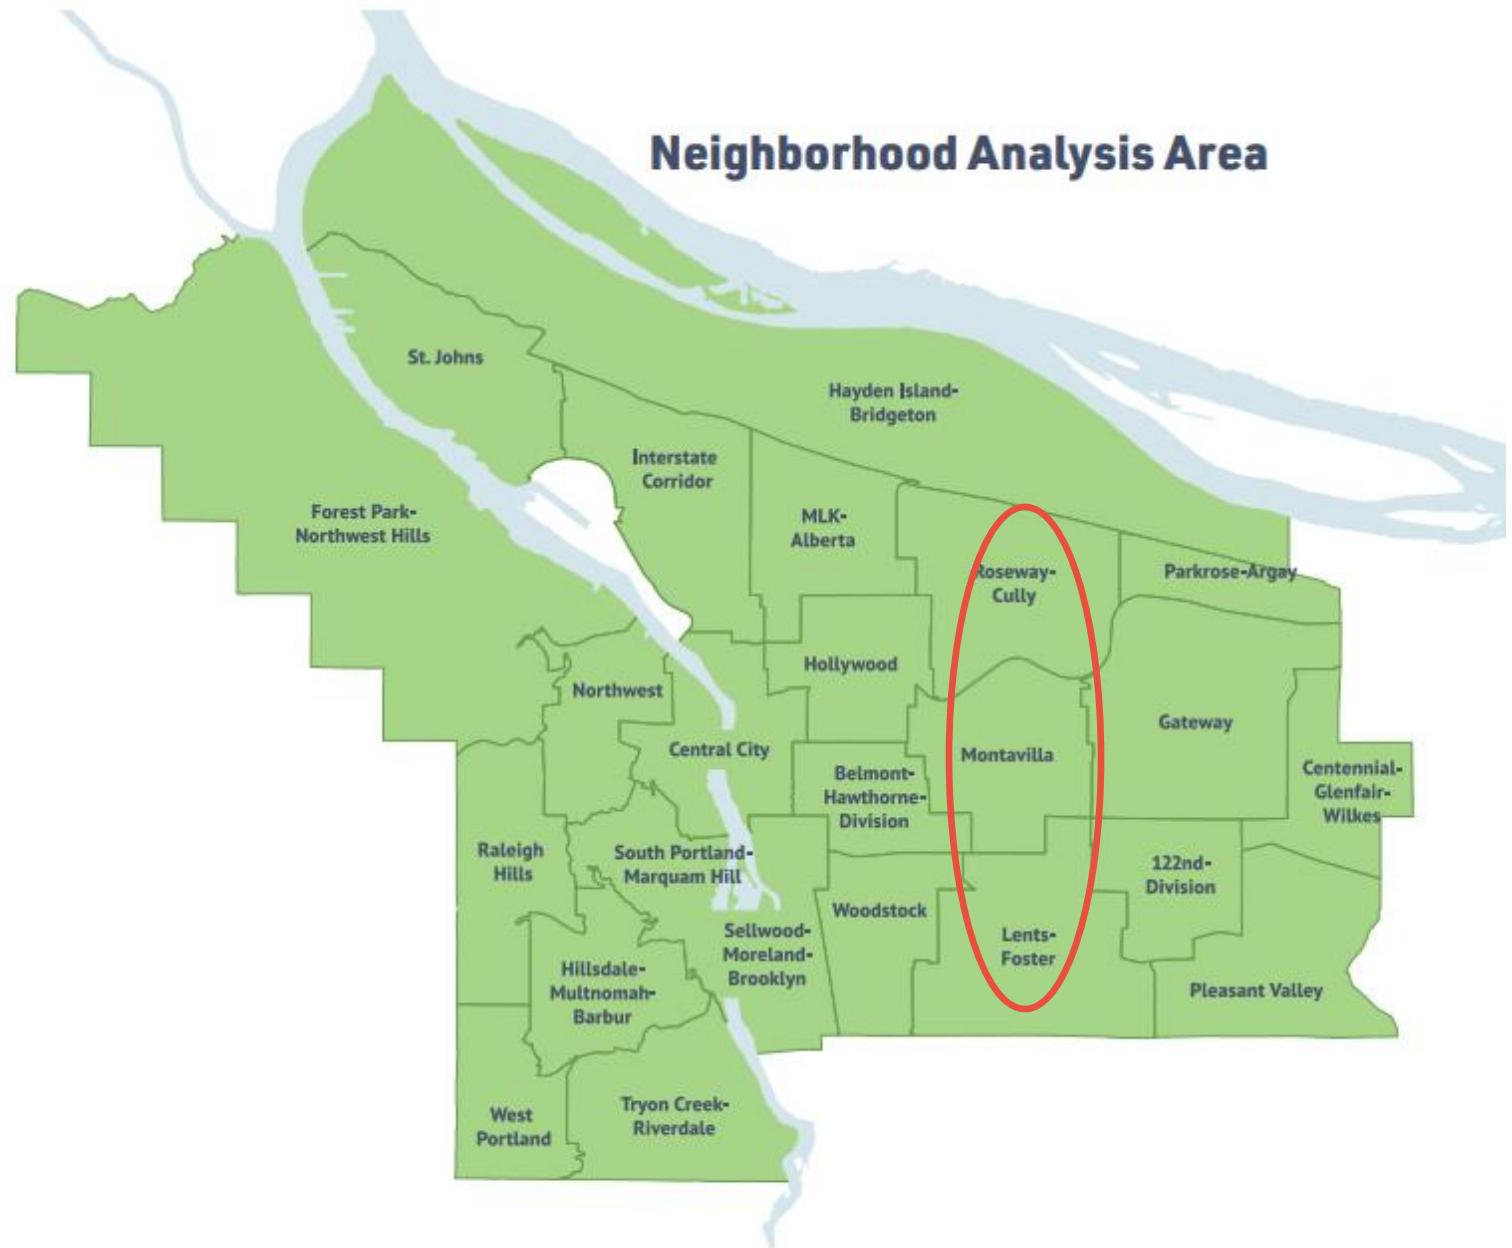 Neighborhood Analysis Area
St. Johns
Hayden Island-
Bridgeton
Interstate
Corridor
Forest Park-
Northwest Hills
MLK-
Alberta
Roseway-
Cully
Parkrose-Argay
Hollywood
Northwest
Gateway
Central City
Montavilla
Belmont-
Hawthorne-
Division
Centennial-
Glenfair-
Wilkes
Raleigh
Hills
South Portland-
Marquam Hill
122nd-
Division
Woodstock
Sellwood-
Moreland-
Brooklyn
Lents-
Foster
Hillsdale-
Multnomah-
Barbur
Pleasant Valley
West
Portland
Tryon Creek-
Riverdale